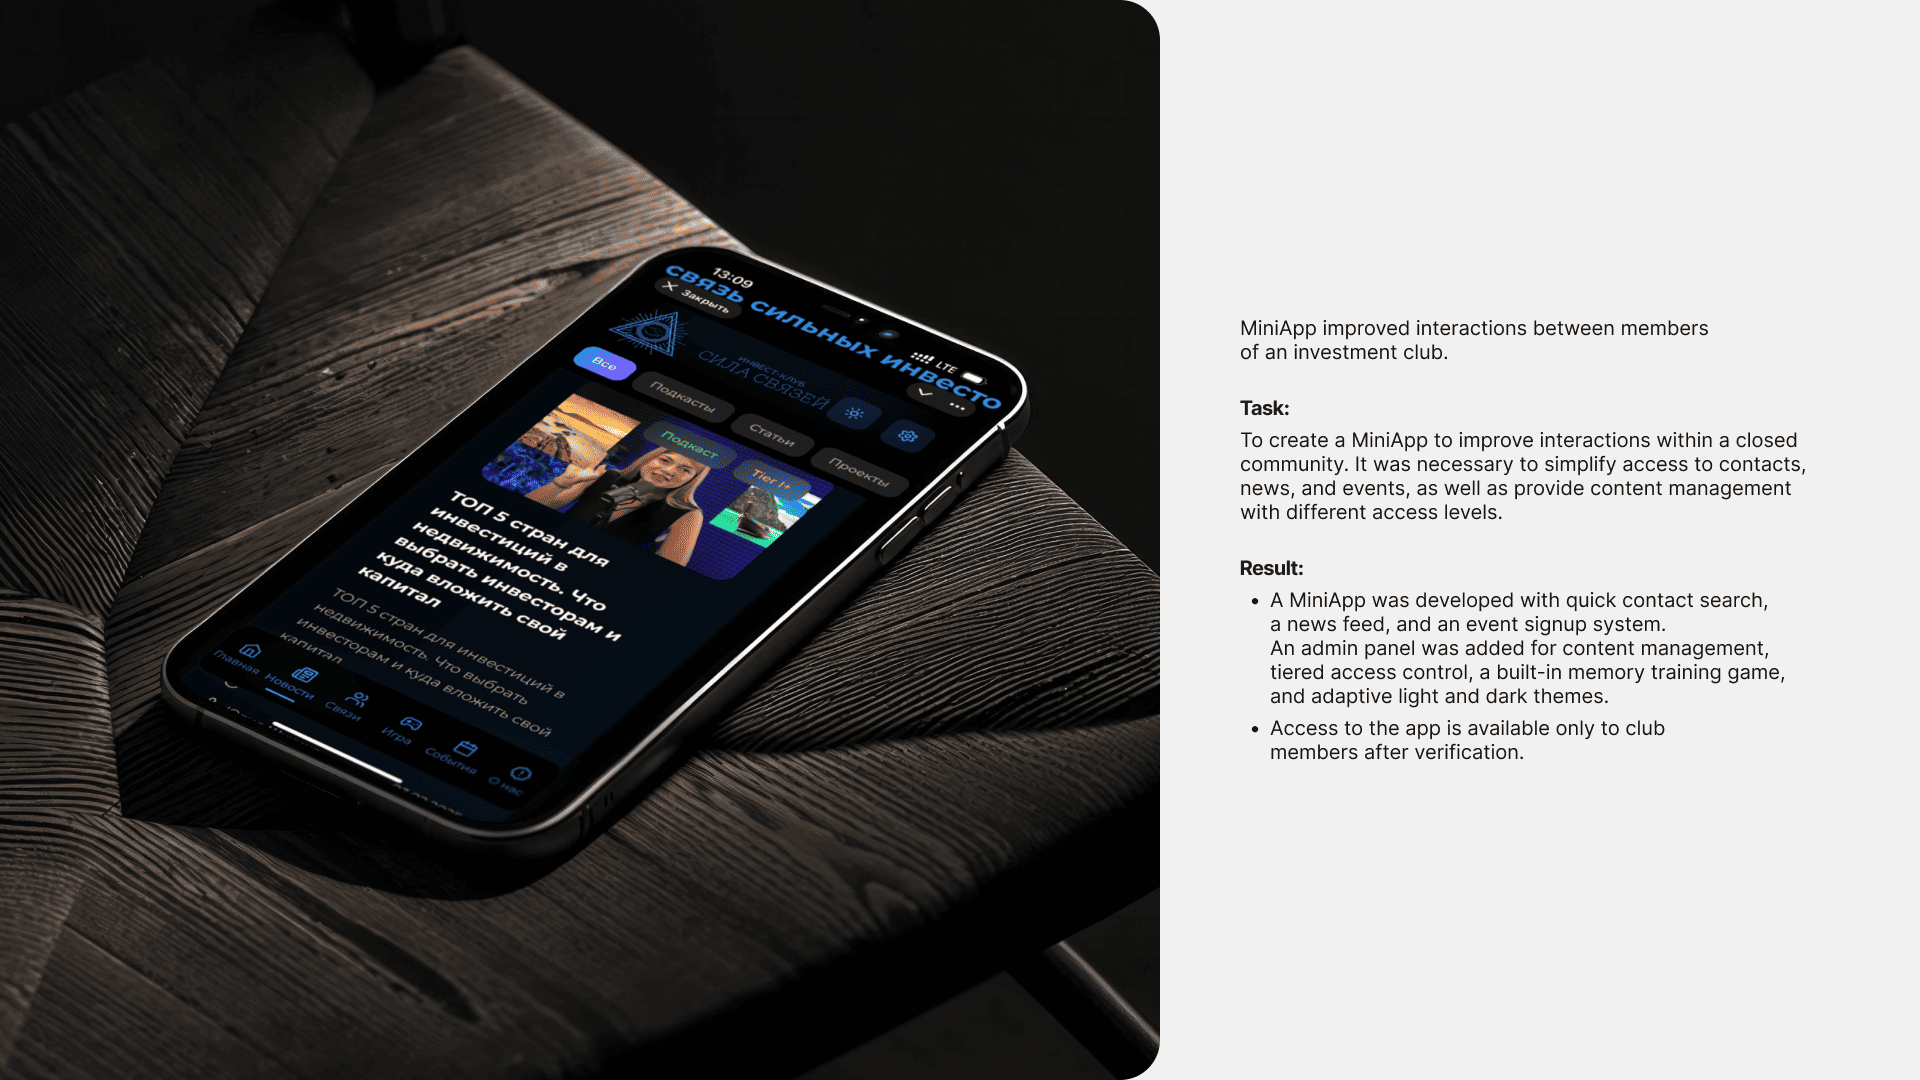 13:09
СВЯЗЬ СИЛЬНЫХ ИНВЕСТО
Закрыть
LTE
ИНВЕСТ-КЛУБ
СИЛА СВЯЗЕЙ
Все
Подкасты
Статьи
Проекты
Подкаст
Tier 1+
ТОП 5 стран для
инвестиций в
недвижимость. Что
выбрать инвесторам и
куда вложить свой
капитал
ТОП 5 стран для инвестиций в
недвижимость. Что выбрать
инвесторам и куда вложить свой
капитал
Главная
Новости
Связи
Игра
События
О нас
MiniApp improved interactions between members
of an investment club.
Task:
To create a MiniApp to improve interactions within a closed
community. It was necessary to simplify access to contacts,
news, and events, as well as provide content management
with different access levels.
Result:
• A MiniApp was developed with quick contact search,
a news feed, and an event signup system.
An admin panel was added for content management,
tiered access control, a built-in memory training game,
and adaptive light and dark themes.
• Access to the app is available only to club
members after verification.